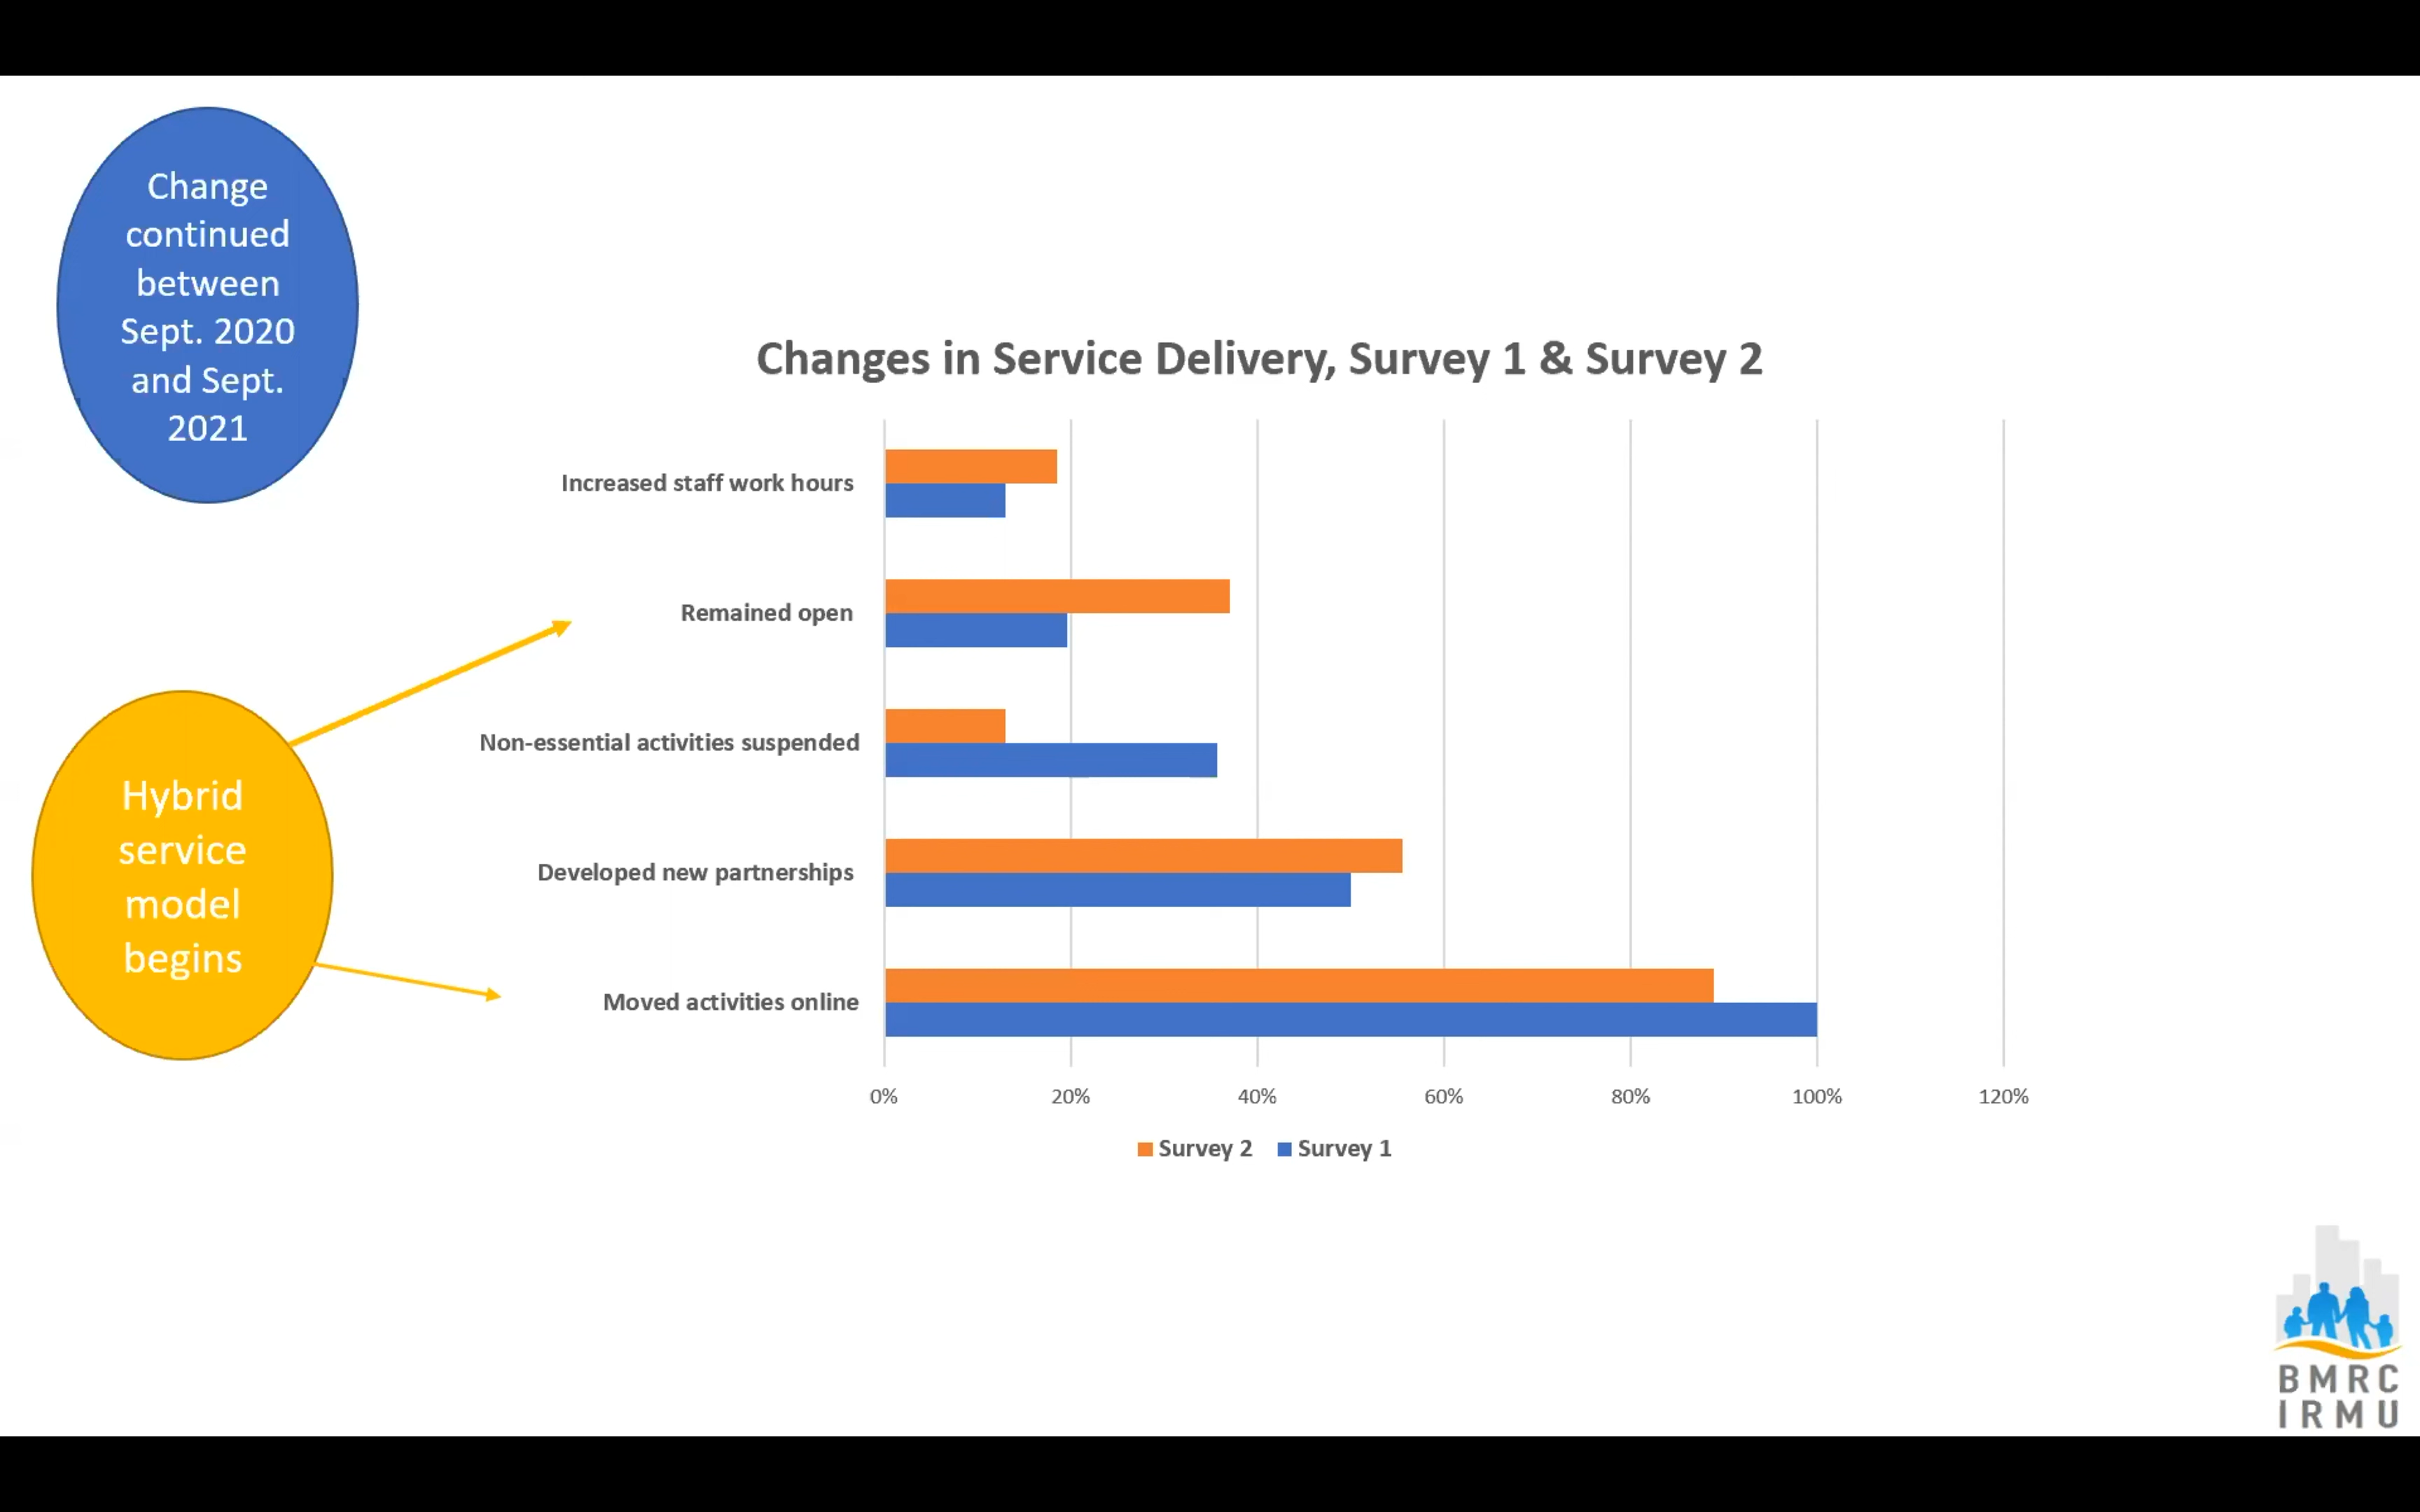 Change
continued
between
Sept. 2020
and Sept.
2021
Hybrid
service
model
begins
Changes in Service Delivery, Survey 1 & Survey 2
Increased staff work hours
Remained open
Non-essential activities suspended
Developed new partnerships
Moved activities online
0% 20% 40% 60% 80% 100% 120%
Survey 2 Survey 1
BMRC
IRMU